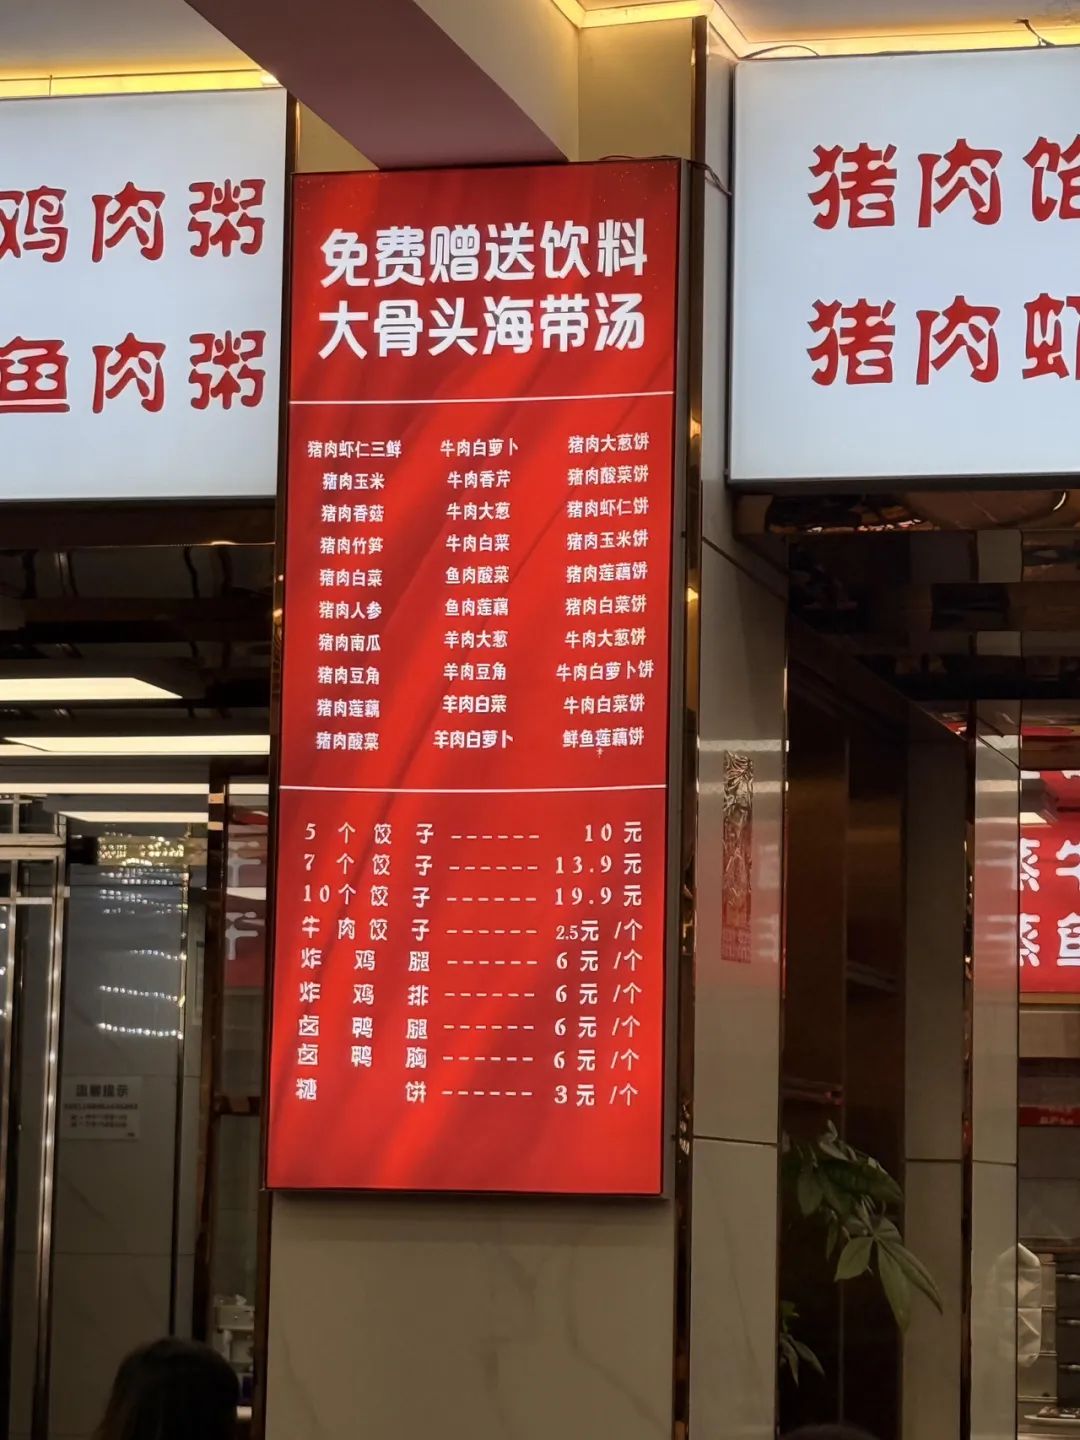 鸡肉粥
鱼肉粥
免费赠送饮料
大骨头海带汤
猪肉虾仁三鲜 牛肉白萝卜 猪肉大葱饼
猪肉玉米 牛肉香芹 猪肉酸菜饼
猪肉香菇 牛肉大葱 猪肉虾仁饼
猪肉竹笋 牛肉白菜 猪肉玉米饼
猪肉白菜 鱼肉酸菜 猪肉莲藕饼
猪肉人参 鱼肉莲藕 猪肉白菜饼
猪肉南瓜 羊肉大葱 牛肉大葱饼
猪肉豆角 羊肉豆角 牛肉白萝卜饼
猪肉莲藕 羊肉白菜 牛肉白菜饼
猪肉酸菜 羊肉白萝卜 鲜鱼莲藕饼
5个饺子------10元
7个饺子------13.9元
10个饺子------19.9元
牛肉饺子------2.5元/个
炸鸡腿------6元/个
炸鸡排------6元/个
卤鸭腿------6元/个
卤鸭胸------6元/个
糖饼------3元/个
猪肉馅
猪肉虾
蒸牛
蒸鱼
温馨提示